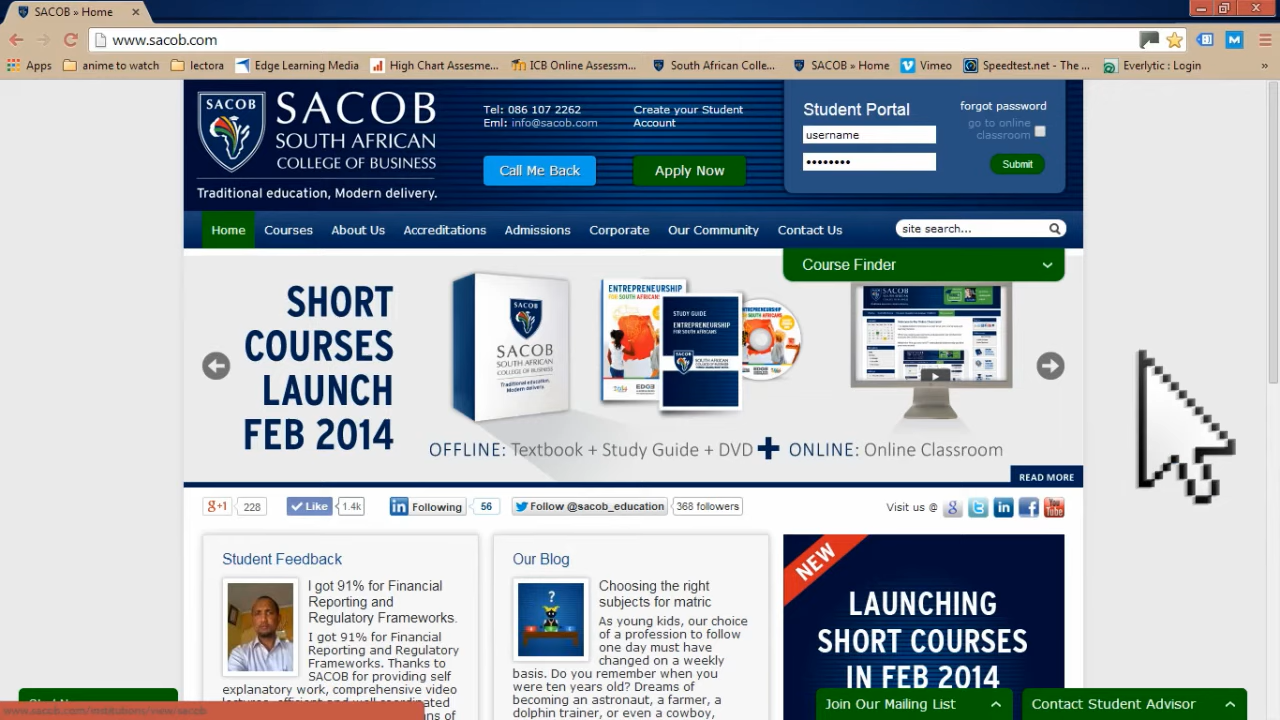 SACOB » Home
www.sacob.com
Apps anime to watch lectora Edge Learning Media High Chart Assesme... ICB Online Assessm... South African Colle... SACOB » Home Vimeo Speedtest.net - The ... Everlytic : Login »
SACOB
SACOB
SOUTH AFRICAN
COLLEGE OF BUSINESS
Traditional education, Modern delivery.
Tel: 086 107 2262
Eml: info@sacob.com
Create your Student
Account
Call Me Back
Apply Now
Student Portal
forgot password
username
go to online
classroom
Submit
Home Courses About Us Accreditations Admissions Corporate Our Community Contact Us
site search...
Course Finder
SHORT
COURSES
LAUNCH
FEB 2014
SACOB
SACOB
SOUTH AFRICAN
COLLEGE OF BUSINESS
Traditional education.
Modern delivery.
ENTREPRENEURSHIP
FOR SOUTH AFRICANS
STUDY GUIDE
ENTREPRENEURSHIP
FOR SOUTH AFRICANS
OFFLINE: Textbook + Study Guide + DVD + ONLINE: Online Classroom
READ MORE
g+1 228 Like 1.4k in Following 56 Follow @sacob_education 368 followers
Visit us @
Student Feedback
I got 91% for Financial
Reporting and
Regulatory Frameworks.
I got 91% for Financial
Reporting and Regulatory
Frameworks. Thanks to
SACOB for providing self
explanatory work, comprehensive video
Our Blog
Choosing the right
subjects for matric
As young kids, our choice
of a profession to follow
one day must have
changed on a weekly
basis. Do you remember when
you were ten years old? Dreams of
becoming an astronaut, a farmer, a
dolphin trainer, or even a cowboy,
NEW
LAUNCHING
SHORT COURSES
IN FEB 2014
Join Our Mailing List
Contact Student Advisor
www.sacob.com/institutions/view/sacob